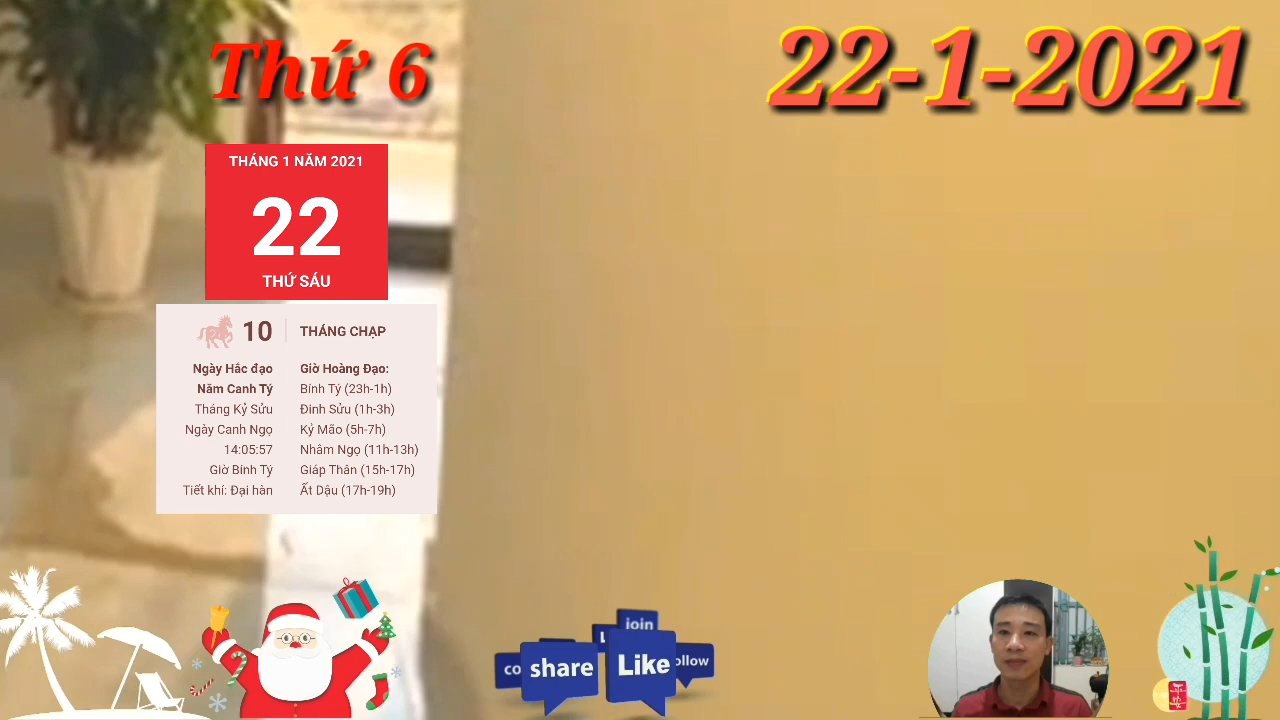 Thứ 6
22-1-2021
THÁNG 1 NĂM 2021
22
THỨ SÁU
10
THÁNG CHẠP
Ngày Hắc đạo
Năm Canh Tý
Tháng Kỷ Sửu
Ngày Canh Ngọ
14:05:57
Giờ Bính Tý
Tiết khí: Đại hàn
Giờ Hoàng Đạo:
Bính Tý (23h-1h)
Đinh Sửu (1h-3h)
Kỷ Mão (5h-7h)
Nhâm Ngọ (11h-13h)
Giáp Thân (15h-17h)
Ất Dậu (17h-19h)
join
co share Like ollow